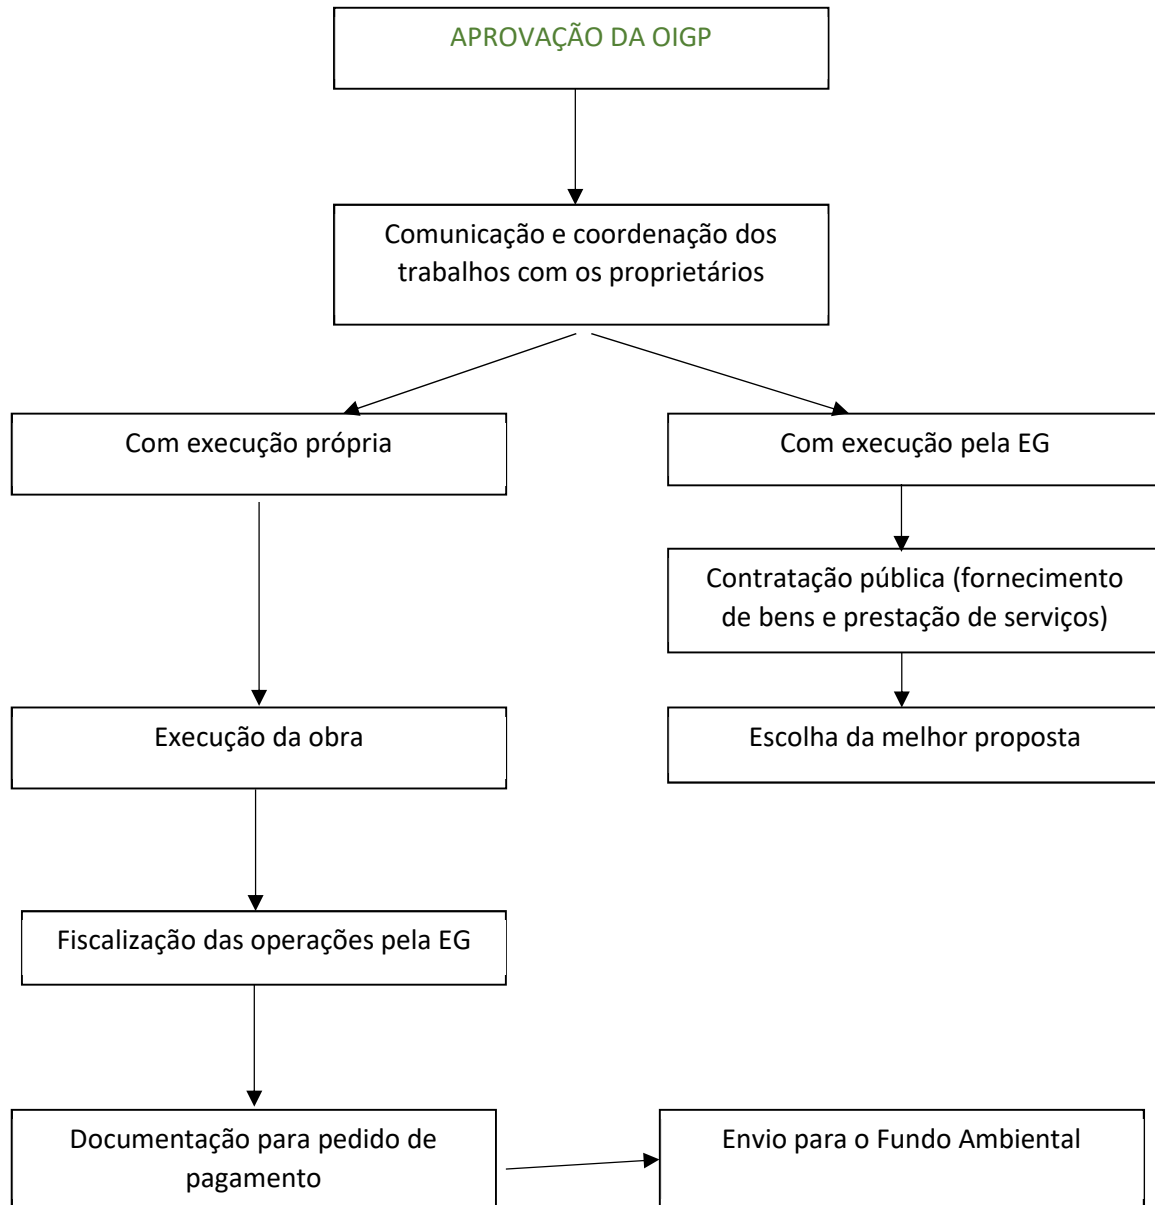 APROVAÇÃO DA OIGP
Comunicação e coordenação dos
trabalhos com os proprietários
Com execução própria
Com execução pela EG
Contratação pública (fornecimento
de bens e prestação de serviços)
Execução da obra
Escolha da melhor proposta
Fiscalização das operações pela EG
Documentação para pedido de
pagamento
Envio para o Fundo Ambiental